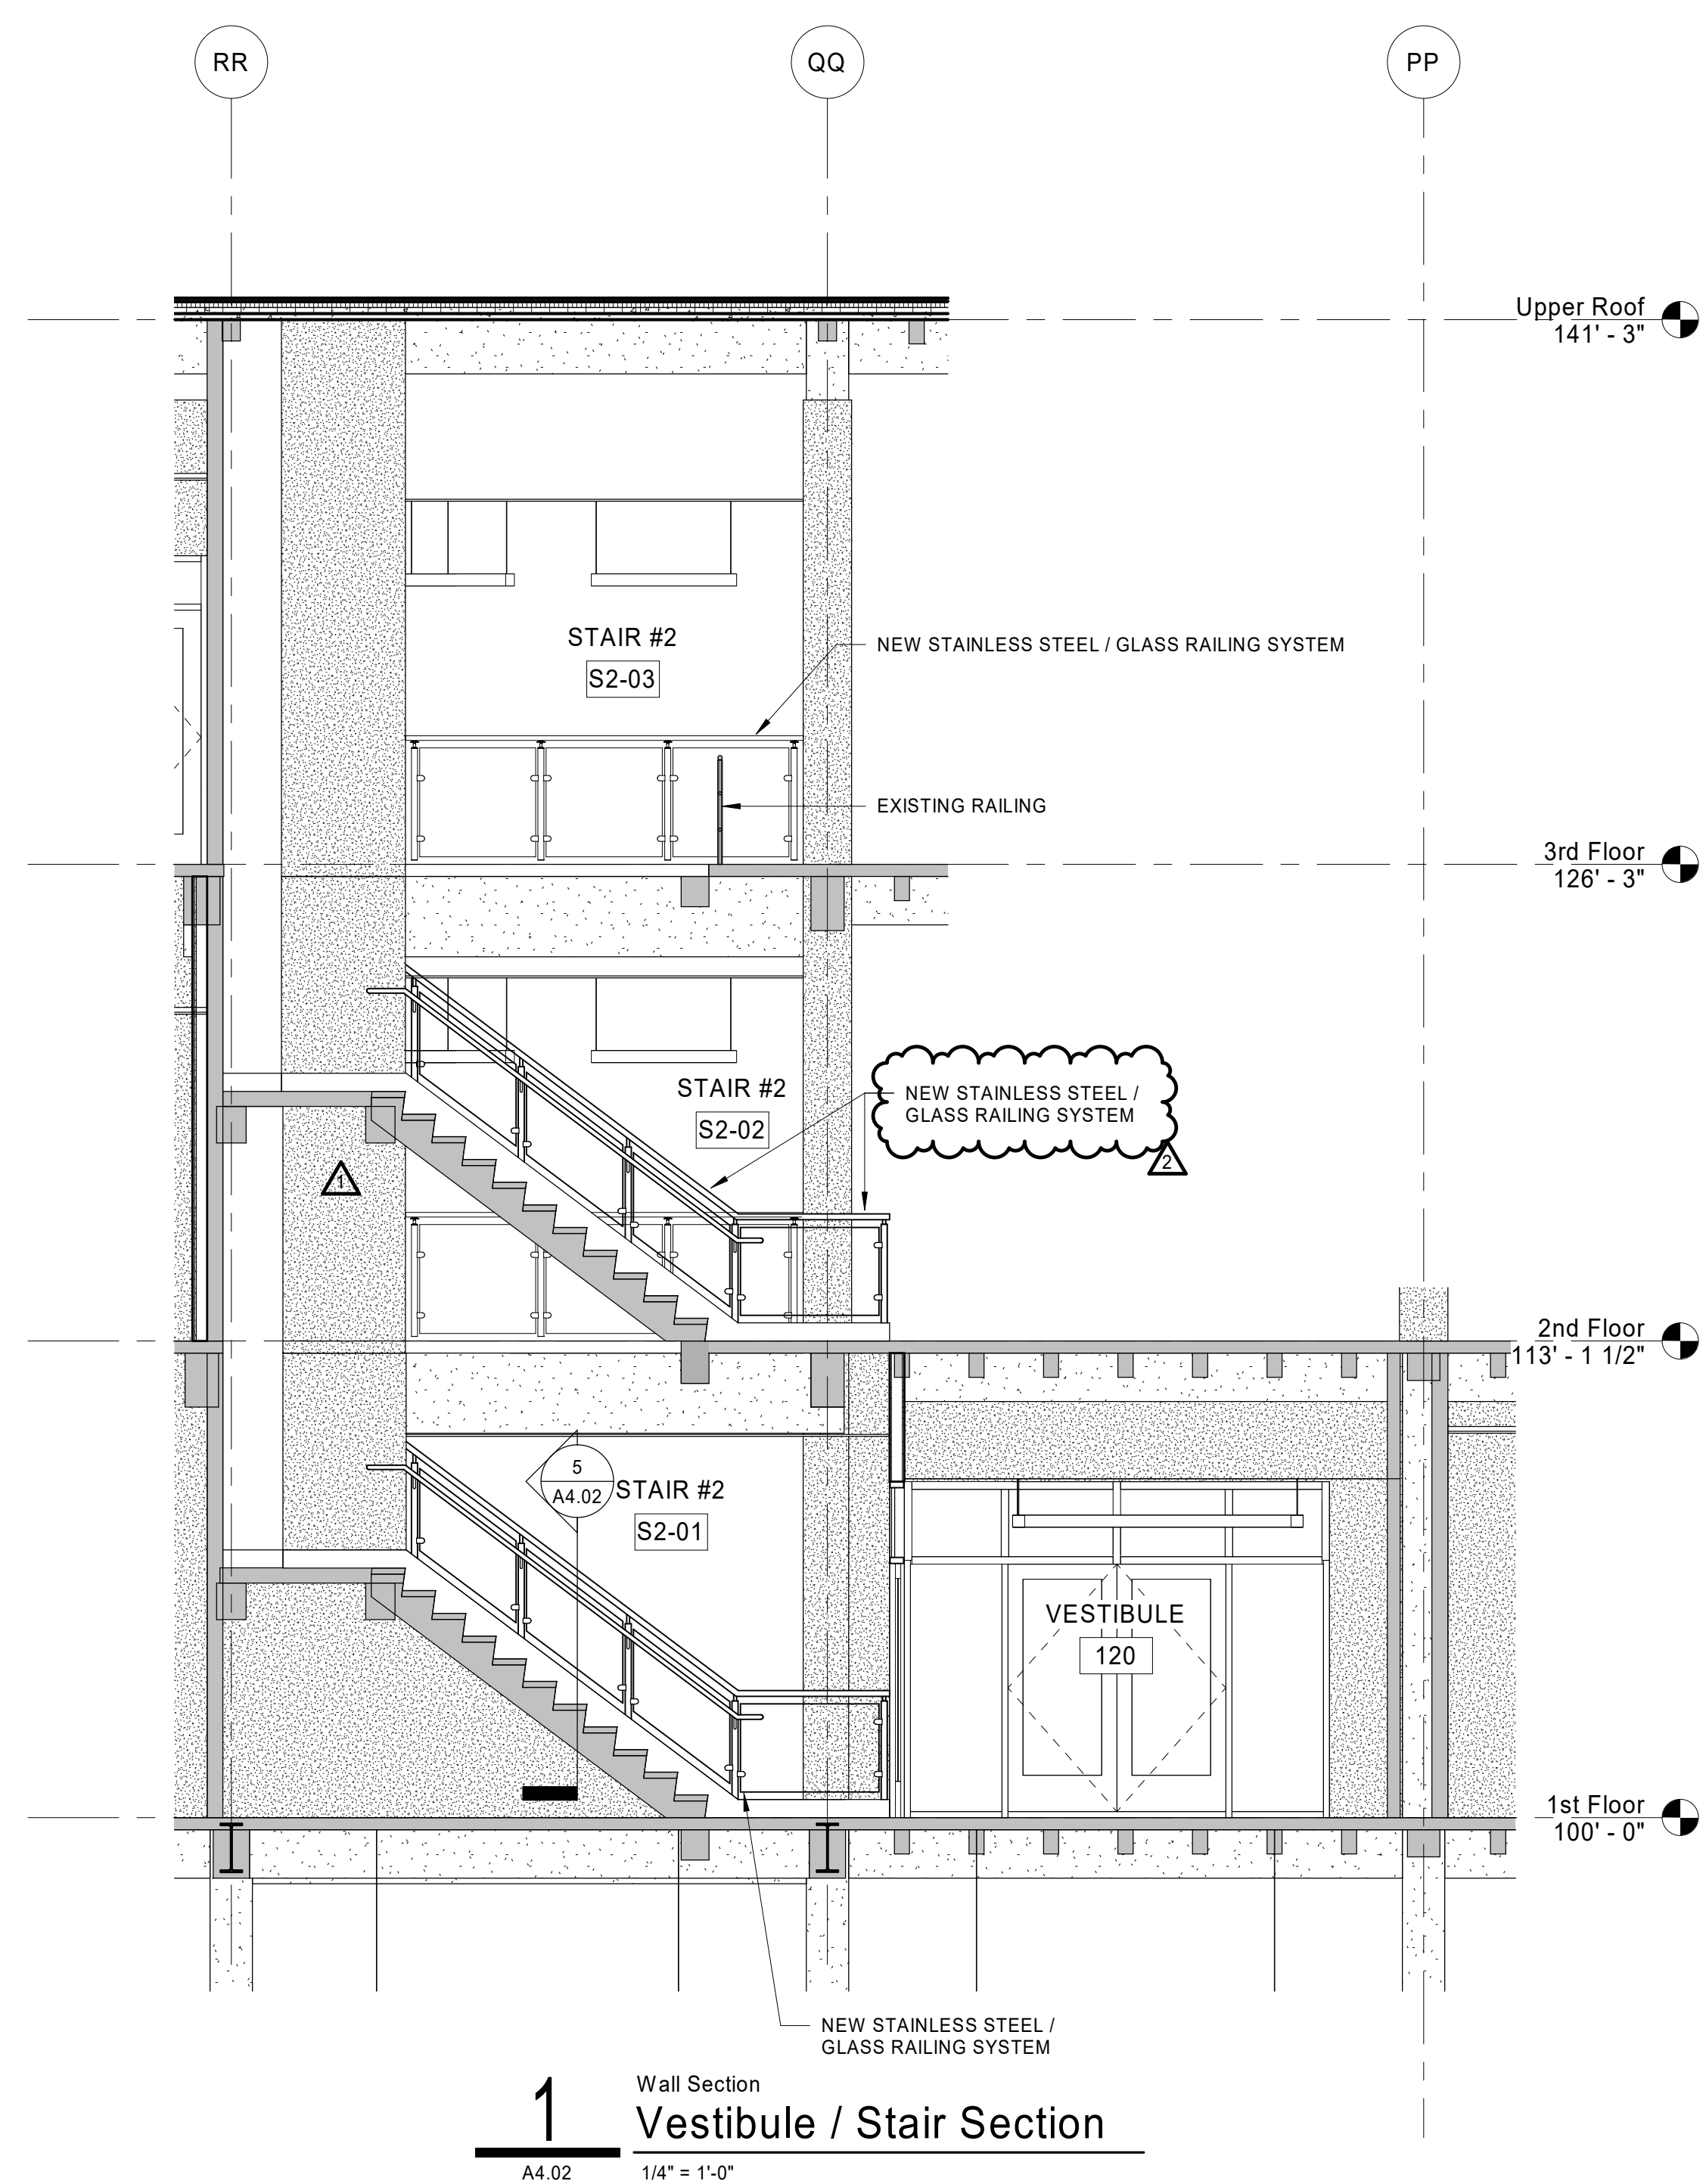 RR
QQ
PP
Upper Roof
141' - 3"
STAIR #2
S2-03
NEW STAINLESS STEEL / GLASS RAILING SYSTEM
EXISTING RAILING
3rd Floor
126' - 3"
STAIR #2
S2-02
NEW STAINLESS STEEL /
GLASS RAILING SYSTEM
2
1
2nd Floor
113' - 1 1/2"
5
A4.02
STAIR #2
S2-01
VESTIBULE
120
1st Floor
100' - 0"
NEW STAINLESS STEEL /
GLASS RAILING SYSTEM
1
A4.02
Wall Section
Vestibule / Stair Section
1/4" = 1'-0"